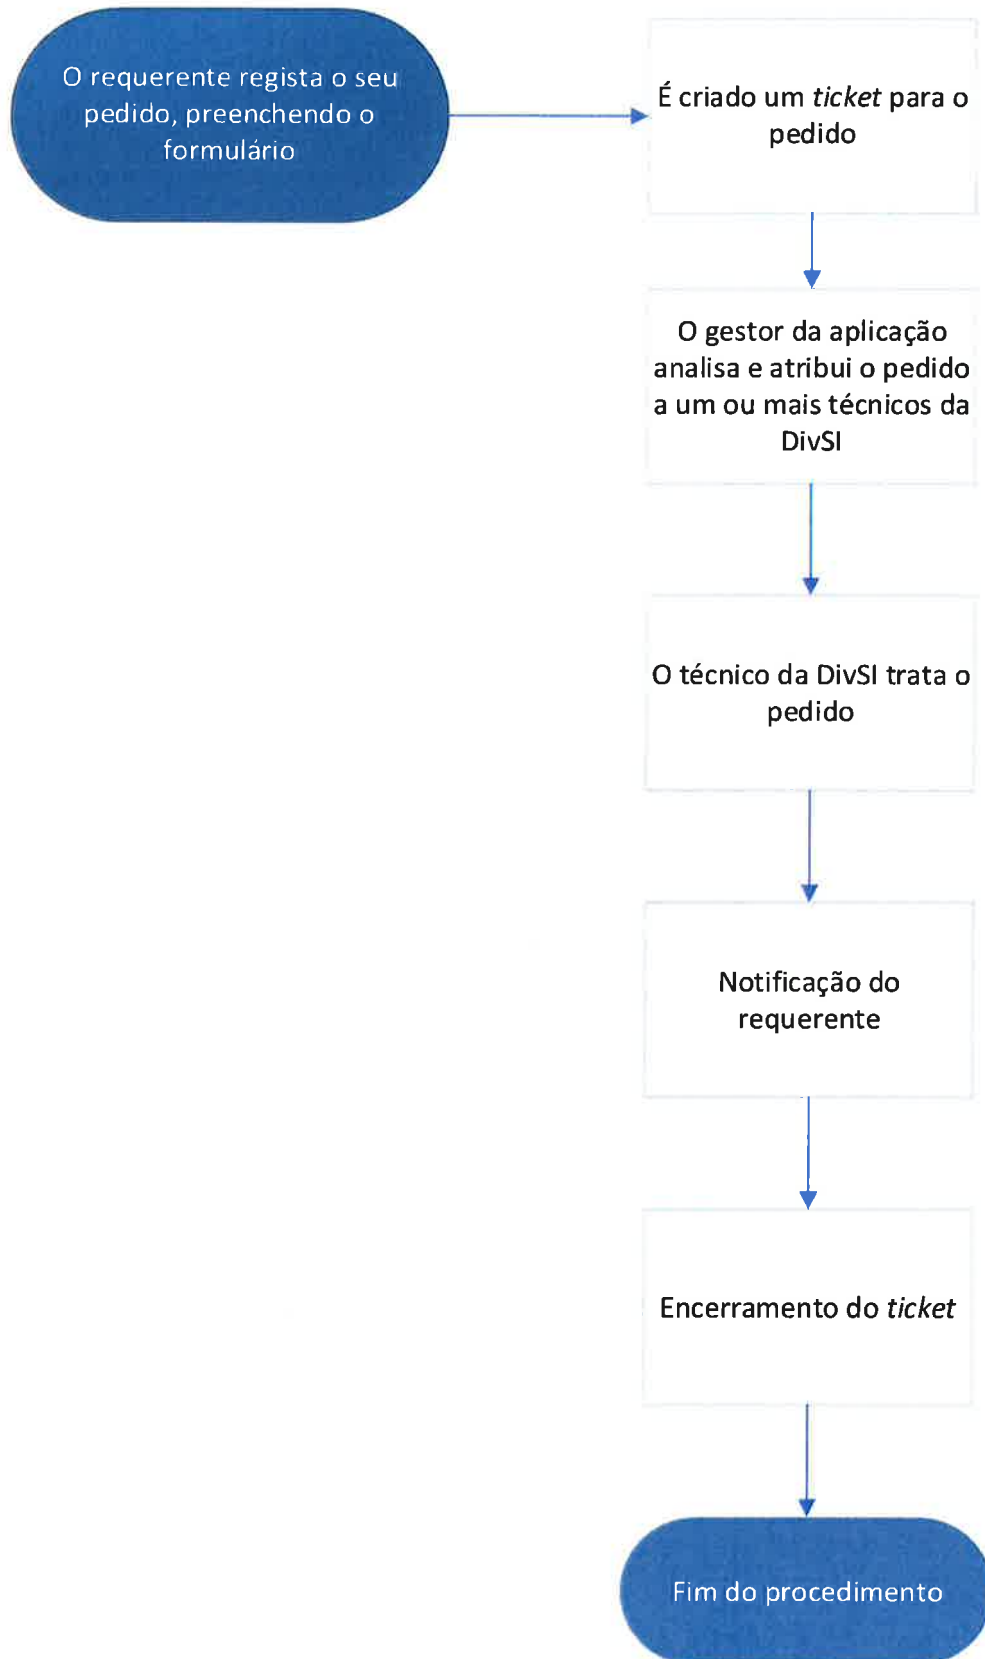 O requerente regista o seu
pedido, preenchendo o
formulário
É criado um ticket para o
pedido
O gestor da aplicação
analisa e atribui o pedido
a um ou mais técnicos da
DivSI
O técnico da DivSI trata o
pedido
Notificação do
requerente
Encerramento do ticket
Fim do procedimento